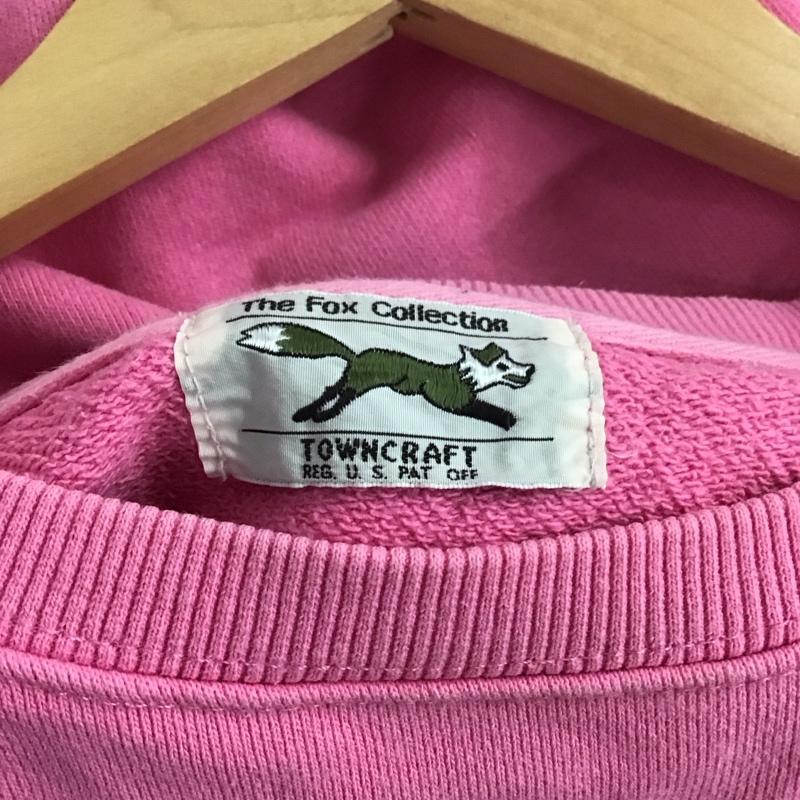 The Fox Collection
TOWNCRAFT
REG. U. S. PAT OFF